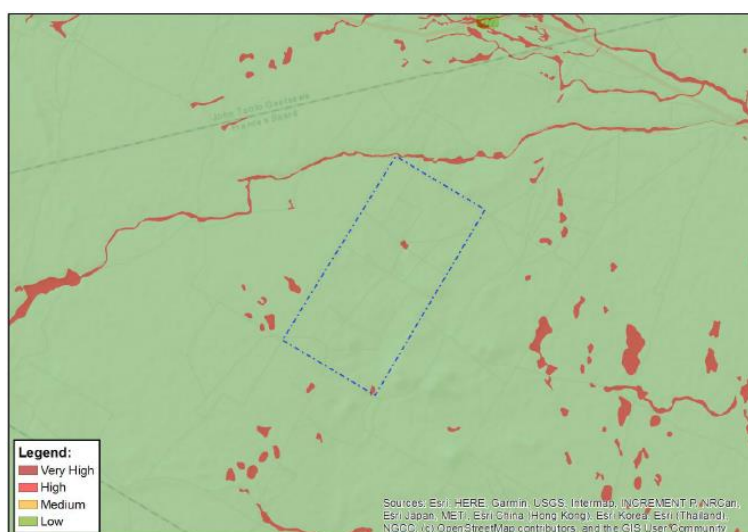 Legend:
Very High
High
Medium
Low
Sources: Esri, HERE, Garmin, USGS, Intermap, INCREMENT P, NRCan,
Esri Japan, METI, Esri China (Hong Kong), Esri Korea, Esri (Thailand),
NGCC, (c) OpenStreetMap contributors, and the GIS User Community